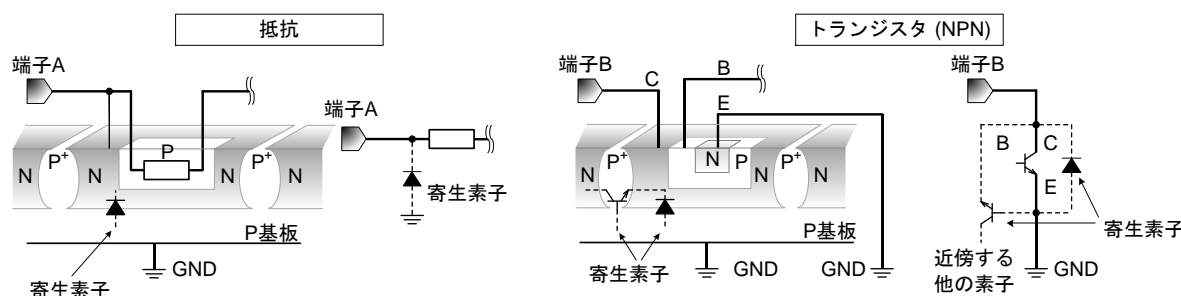 抵抗
端子A
端子A
P
N
P+
N
N
P+
N
寄生素子
P基板
GND
寄生素子
トランジスタ (NPN)
端子B
C
B
E
N
P+
N
N
P
N
P+
N
P基板
寄生素子
GND
GND
端子B
B
C
E
寄生素子
近傍する
他の素子
GND